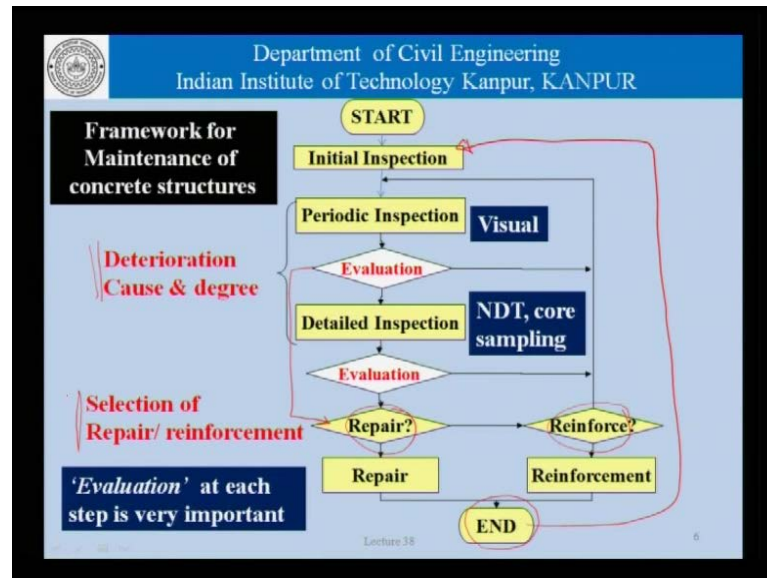 Department of Civil Engineering
Indian Institute of Technology Kanpur, KANPUR
Framework for
Maintenance of
concrete structures
START
Initial Inspection
Periodic Inspection
Visual
Deterioration
Cause & degree
Evaluation
Detailed Inspection
NDT, core
sampling
Evaluation
Selection of
Repair/ reinforcement
Repair?
Reinforce?
Repair
Reinforcement
'Evaluation' at each
step is very important
END
Lecture 38
6